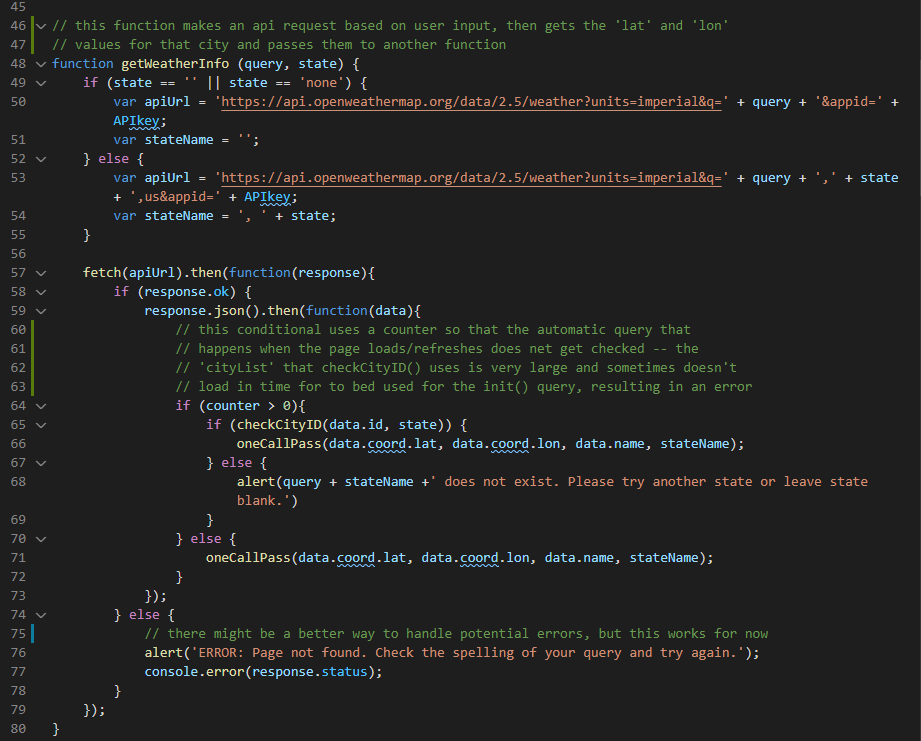 45
46 // this function makes an api request based on user input, then gets the 'lat' and 'lon'
47 // values for that city and passes them to another function
48 function getWeatherInfo (query, state) {
49 if (state == '' || state == 'none') {
50 var apiUrl = 'https://api.openweathermap.org/data/2.5/weather?units=imperial&q=' + query + '&appid=' +
APIkey;
51 var stateName = '';
52 } else {
53 var apiUrl = 'https://api.openweathermap.org/data/2.5/weather?units=imperial&q=' + query + ',' + state
+ ',us&appid=' + APIkey;
54 var stateName = ', ' + state;
55 }
56
57 fetch(apiUrl).then(function(response){
58 if (response.ok) {
59 response.json().then(function(data){
60 // this conditional uses a counter so that the automatic query that
61 // happens when the page loads/refreshes does net get checked -- the
62 // 'cityList' that checkCityID() uses is very large and sometimes doesn't
63 // load in time for to bed used for the init() query, resulting in an error
64 if (counter > 0){
65 if (checkCityID(data.id, state)) {
66 oneCallPass(data.coord.lat, data.coord.lon, data.name, stateName);
67 } else {
68 alert(query + stateName +' does not exist. Please try another state or leave state
blank.')
69 }
70 } else {
71 oneCallPass(data.coord.lat, data.coord.lon, data.name, stateName);
72 }
73 });
74 } else {
75 // there might be a better way to handle potential errors, but this works for now
76 alert('ERROR: Page not found. Check the spelling of your query and try again.');
77 console.error(response.status);
78 }
79 });
80 }